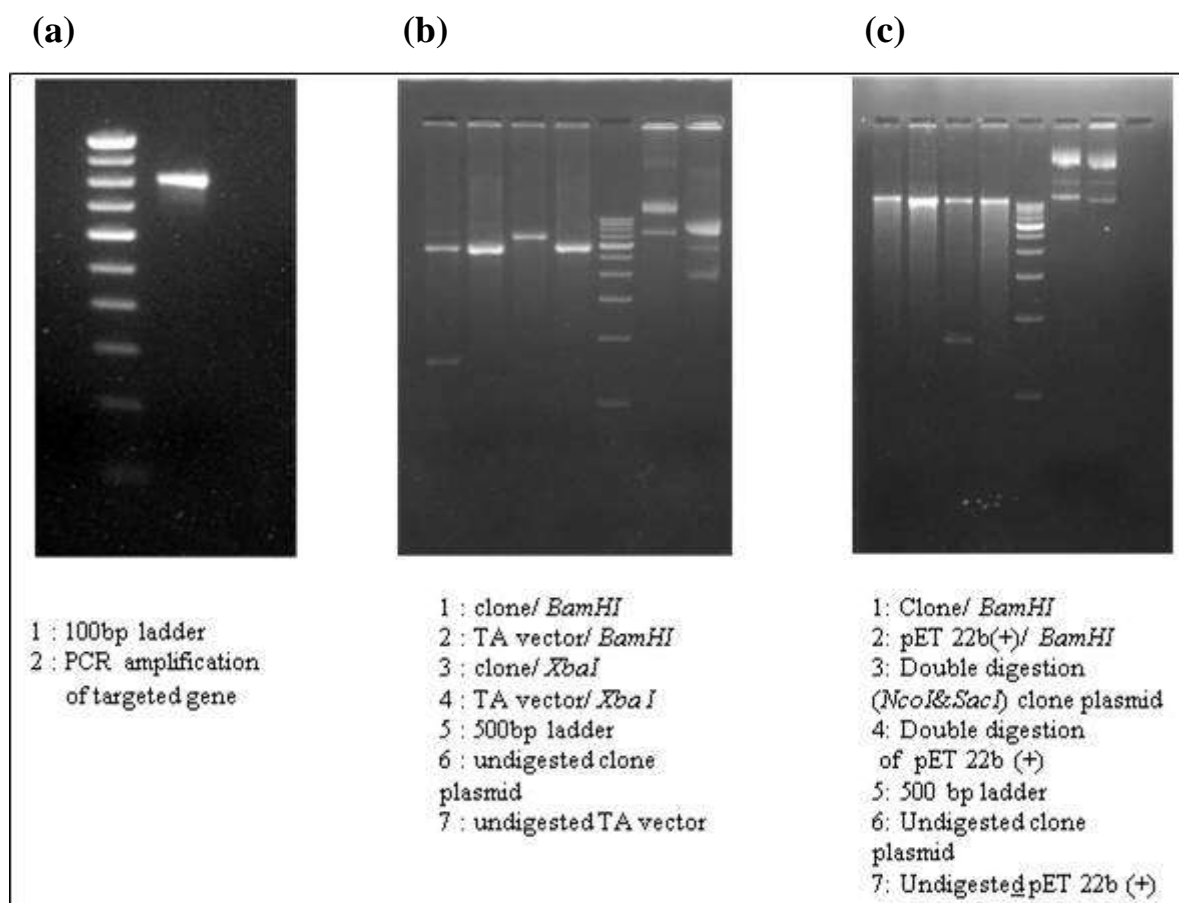 (a)
(b)
(c)
1 : 100bp ladder
2 : PCR amplification
of targeted gene
1 : clone/ BamHI
2 : TA vector/ BamHI
3 : clone/ XbaI
4 : TA vector/ Xba I
5 : 500bp ladder
6 : undigested clone
plasmid
7 : undigested TA vector
1: Clone/ BamHI
2: pET 22b(+)/ BamHI
3: Double digestion
(NcoI&SacI) clone plasmid
4: Double digestion
of pET 22b (+)
5: 500 bp ladder
6: Undigested clone
plasmid
7: Undigested pET 22b (+)